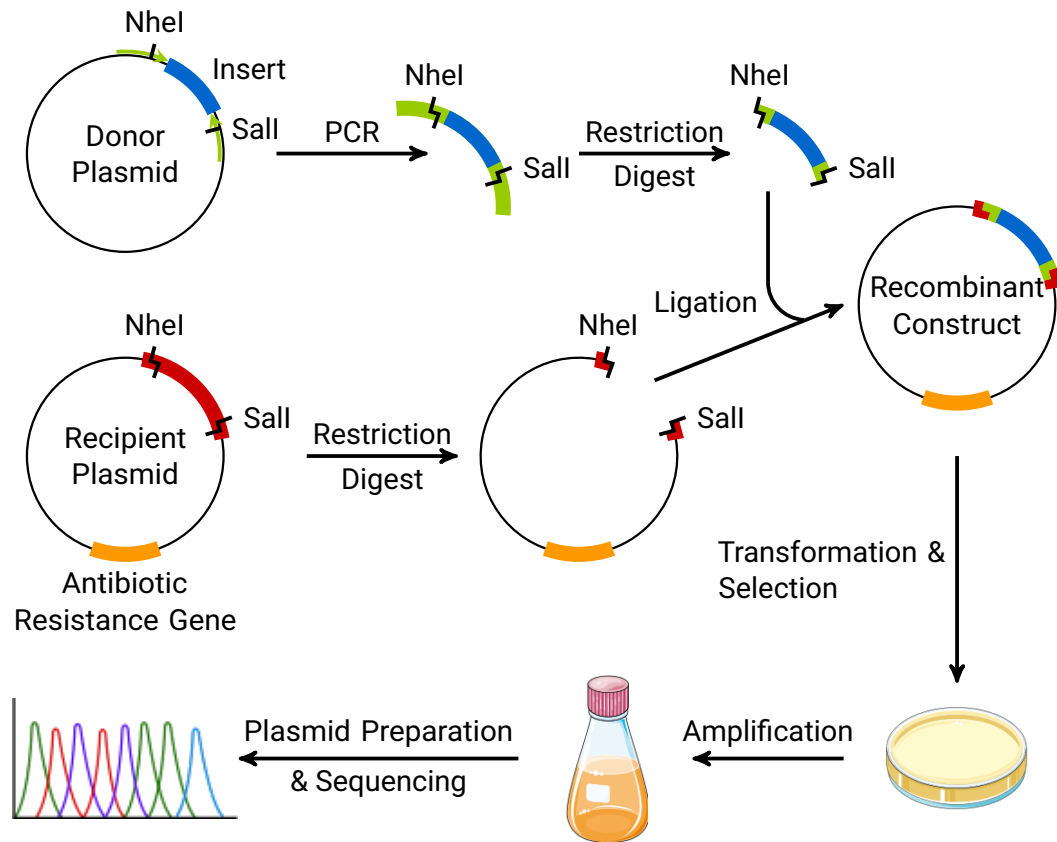 NheI
Insert
SalI
Donor
Plasmid
PCR
NheI
SalI
Restriction
Digest
NheI
SalI
Recombinant
Construct
Ligation
NheI
SalI
Recipient
Plasmid
Antibiotic
Resistance Gene
Restriction
Digest
NheI
SalI
Transformation &
Selection
Amplification
Plasmid Preparation
& Sequencing